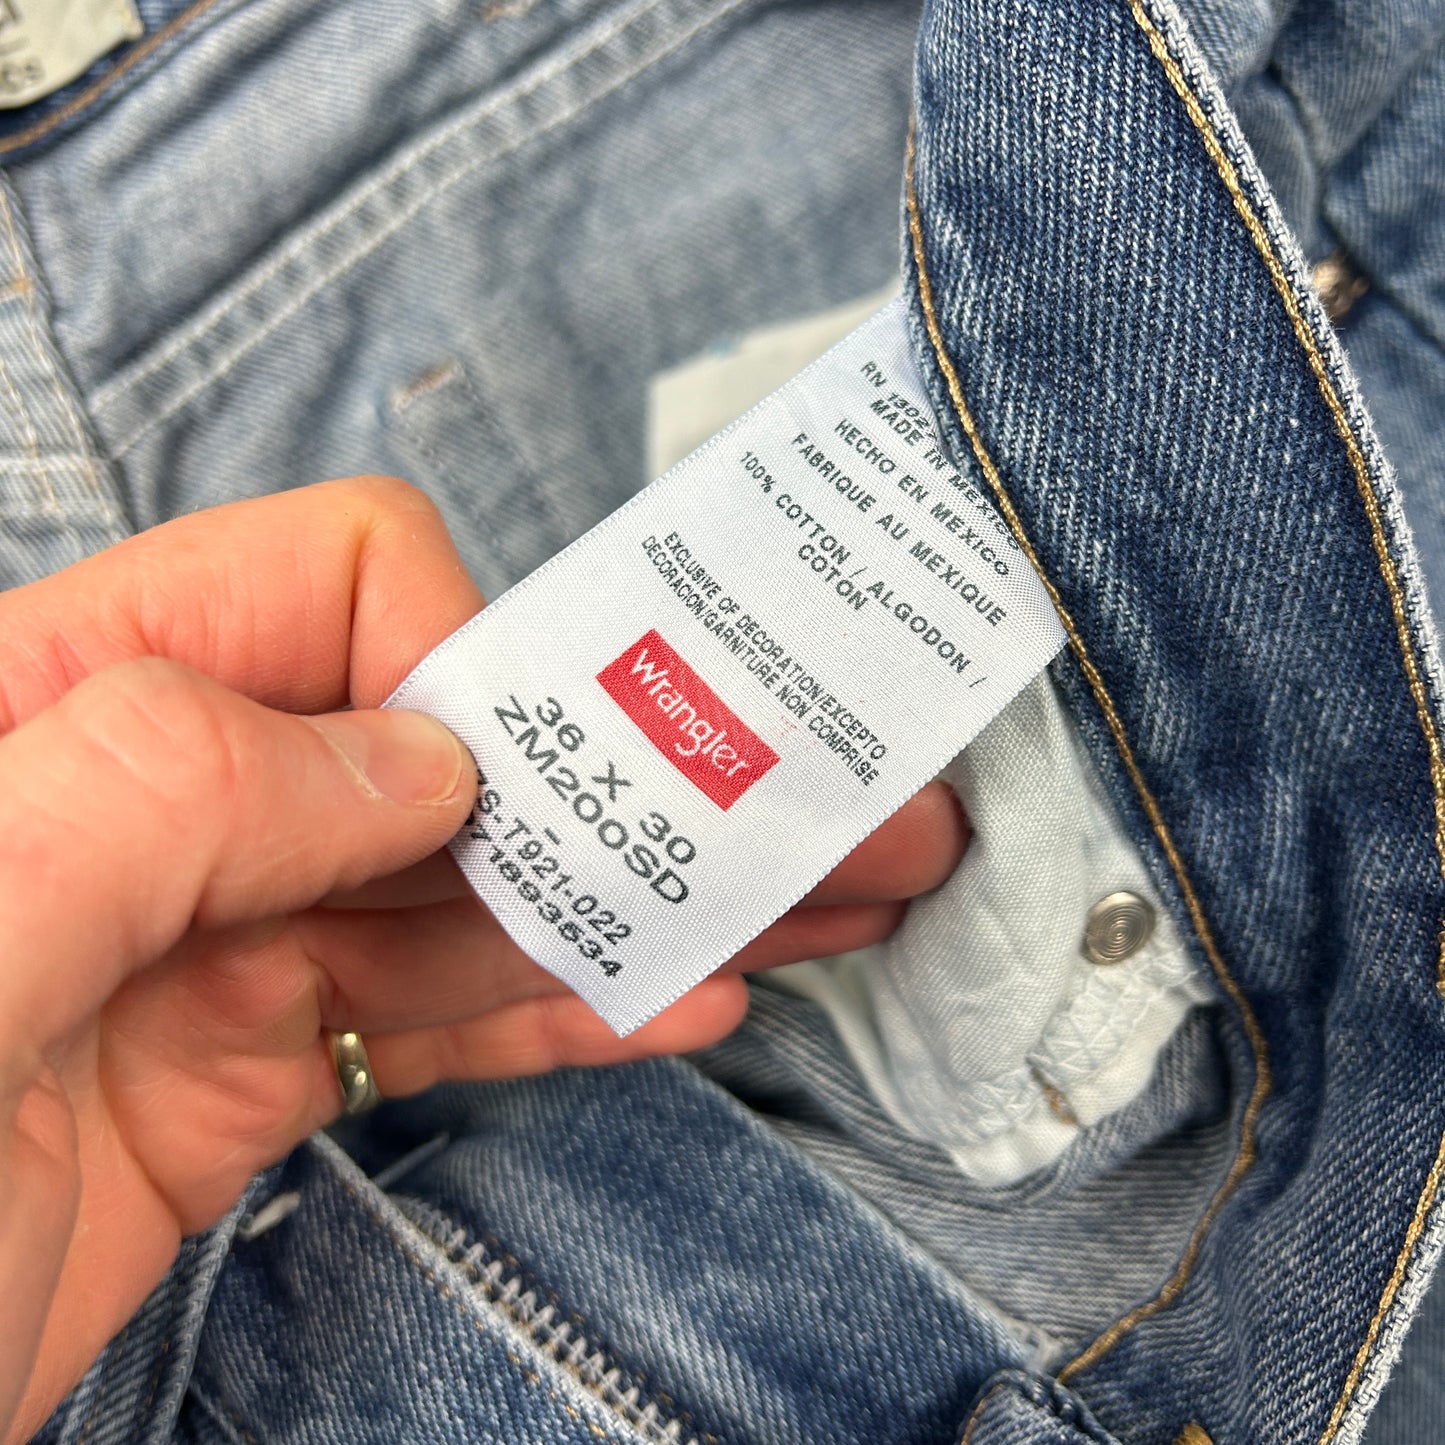 RN
MADE IN MEXICO
HECHO EN MEXICO
FABRIQUE AU MEXIQUE
100% COTTON / ALGODON /
COTON
EXCLUSIVE OF DECORATION/EXCEPTO
DECORACION/GARNITURE NON COMPRISE
Wrangler
36 X 30
ZM200SD
-